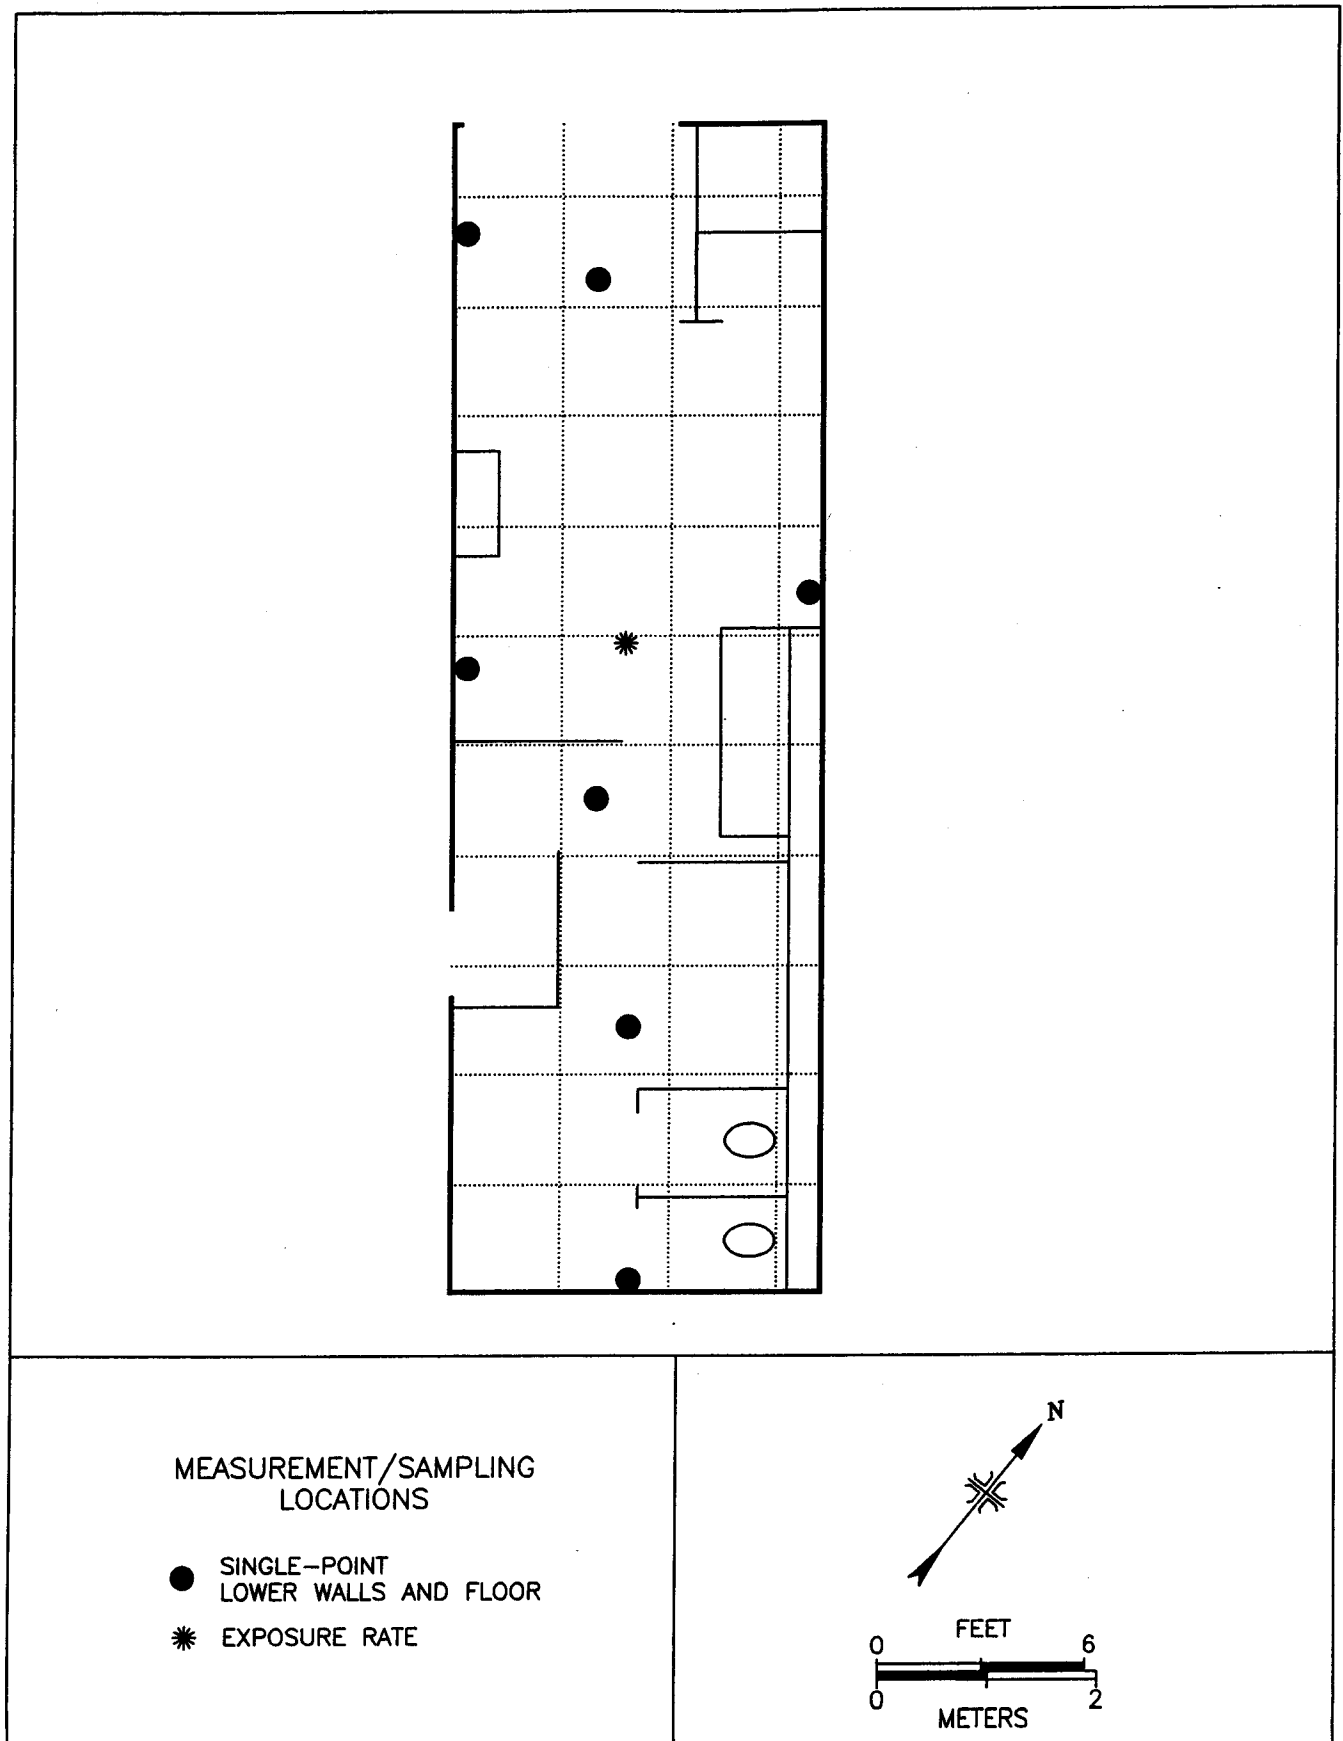 MEASUREMENT/SAMPLING
LOCATIONS
SINGLE-POINT
LOWER WALLS AND FLOOR
EXPOSURE RATE
N
FEET
0 6
0 2
METERS